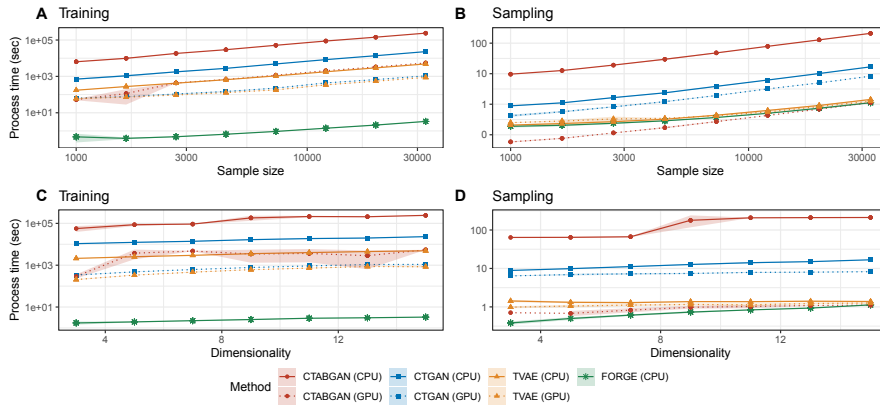 A Training
B Sampling
Process time (sec)
1e+05
1e+03
1e+01
1000
3000
10000
30000
Sample size
100
10
1
0
1000
3000
10000
30000
Sample size
C Training
D Sampling
Process time (sec)
1e+05
1e+03
1e+01
4
8
12
Dimensionality
100
10
1
4
8
12
Dimensionality
Method
CTABGAN (CPU)
CTGAN (CPU)
TVAE (CPU)
FORGE (CPU)
CTABGAN (GPU)
CTGAN (GPU)
TVAE (GPU)